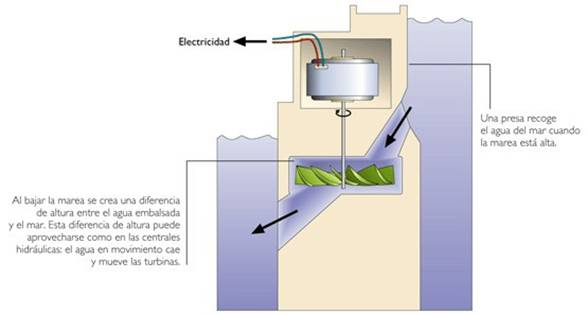 Electricidad
Una presa recoge
el agua del mar cuando
la marea está alta.
Al bajar la marea se crea una diferencia
de altura entre el agua embalsada
y el mar. Esta diferencia de altura puede
aprovecharse como en las centrales
hidráulicas: el agua en movimiento cae
y mueve las turbinas.